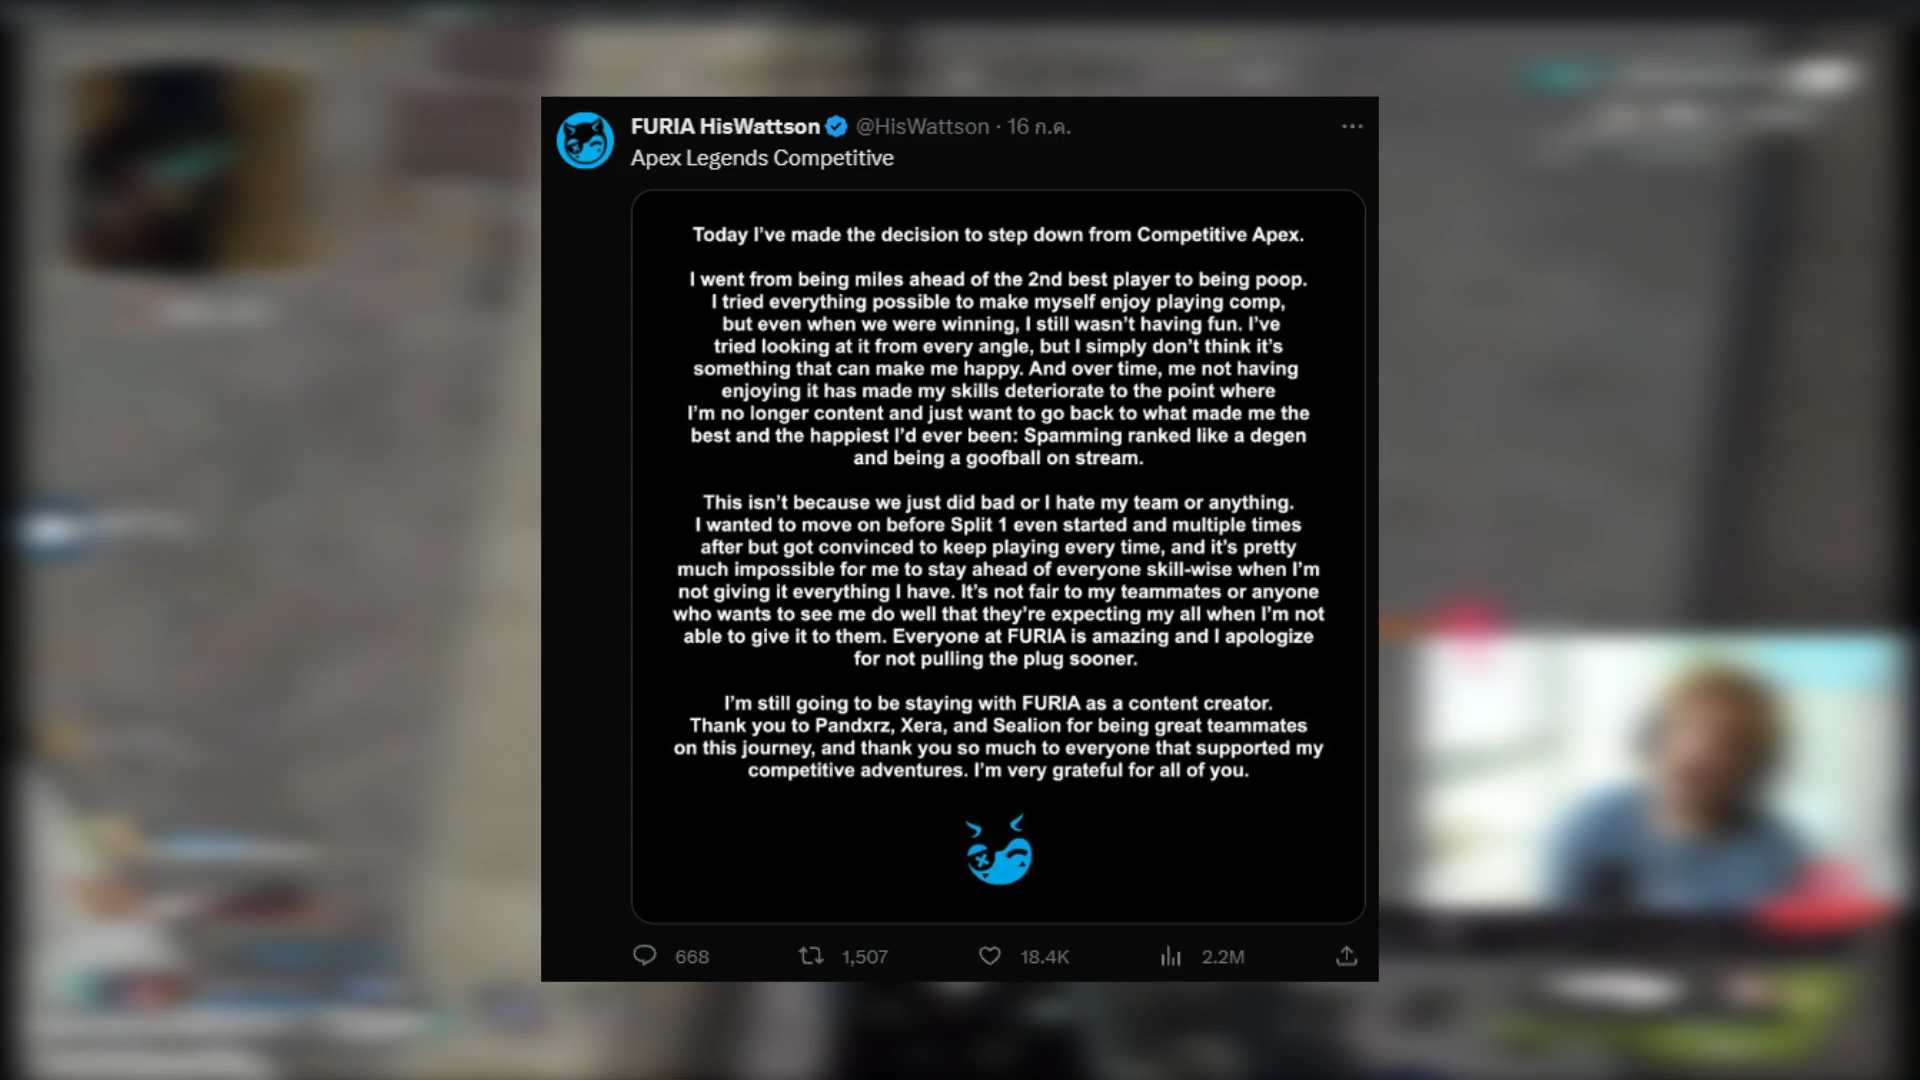 FURIA HisWattson @HisWattson · 16 ก.ค.
Apex Legends Competitive
Today I've made the decision to step down from Competitive Apex.
I went from being miles ahead of the 2nd best player to being poop.
I tried everything possible to make myself enjoy playing comp,
but even when we were winning, I still wasn't having fun. I've
tried looking at it from every angle, but I simply don't think it's
something that can make me happy. And over time, me not having
enjoying it has made my skills deteriorate to the point where
I'm no longer content and just want to go back to what made me the
best and the happiest I'd ever been: Spamming ranked like a degen
and being a goofball on stream.
This isn't because we just did bad or I hate my team or anything.
I wanted to move on before Split 1 even started and multiple times
after but got convinced to keep playing every time, and it's pretty
much impossible for me to stay ahead of everyone skill-wise when I'm
not giving it everything I have. It's not fair to my teammates or anyone
who wants to see me do well that they're expecting my all when I'm not
able to give it to them. Everyone at FURIA is amazing and I apologize
for not pulling the plug sooner.
I'm still going to be staying with FURIA as a content creator.
Thank you to Pandxrz, Xera, and Sealion for being great teammates
on this journey, and thank you so much to everyone that supported my
competitive adventures. I'm very grateful for all of you.
668 1,507 18.4K 2.2M